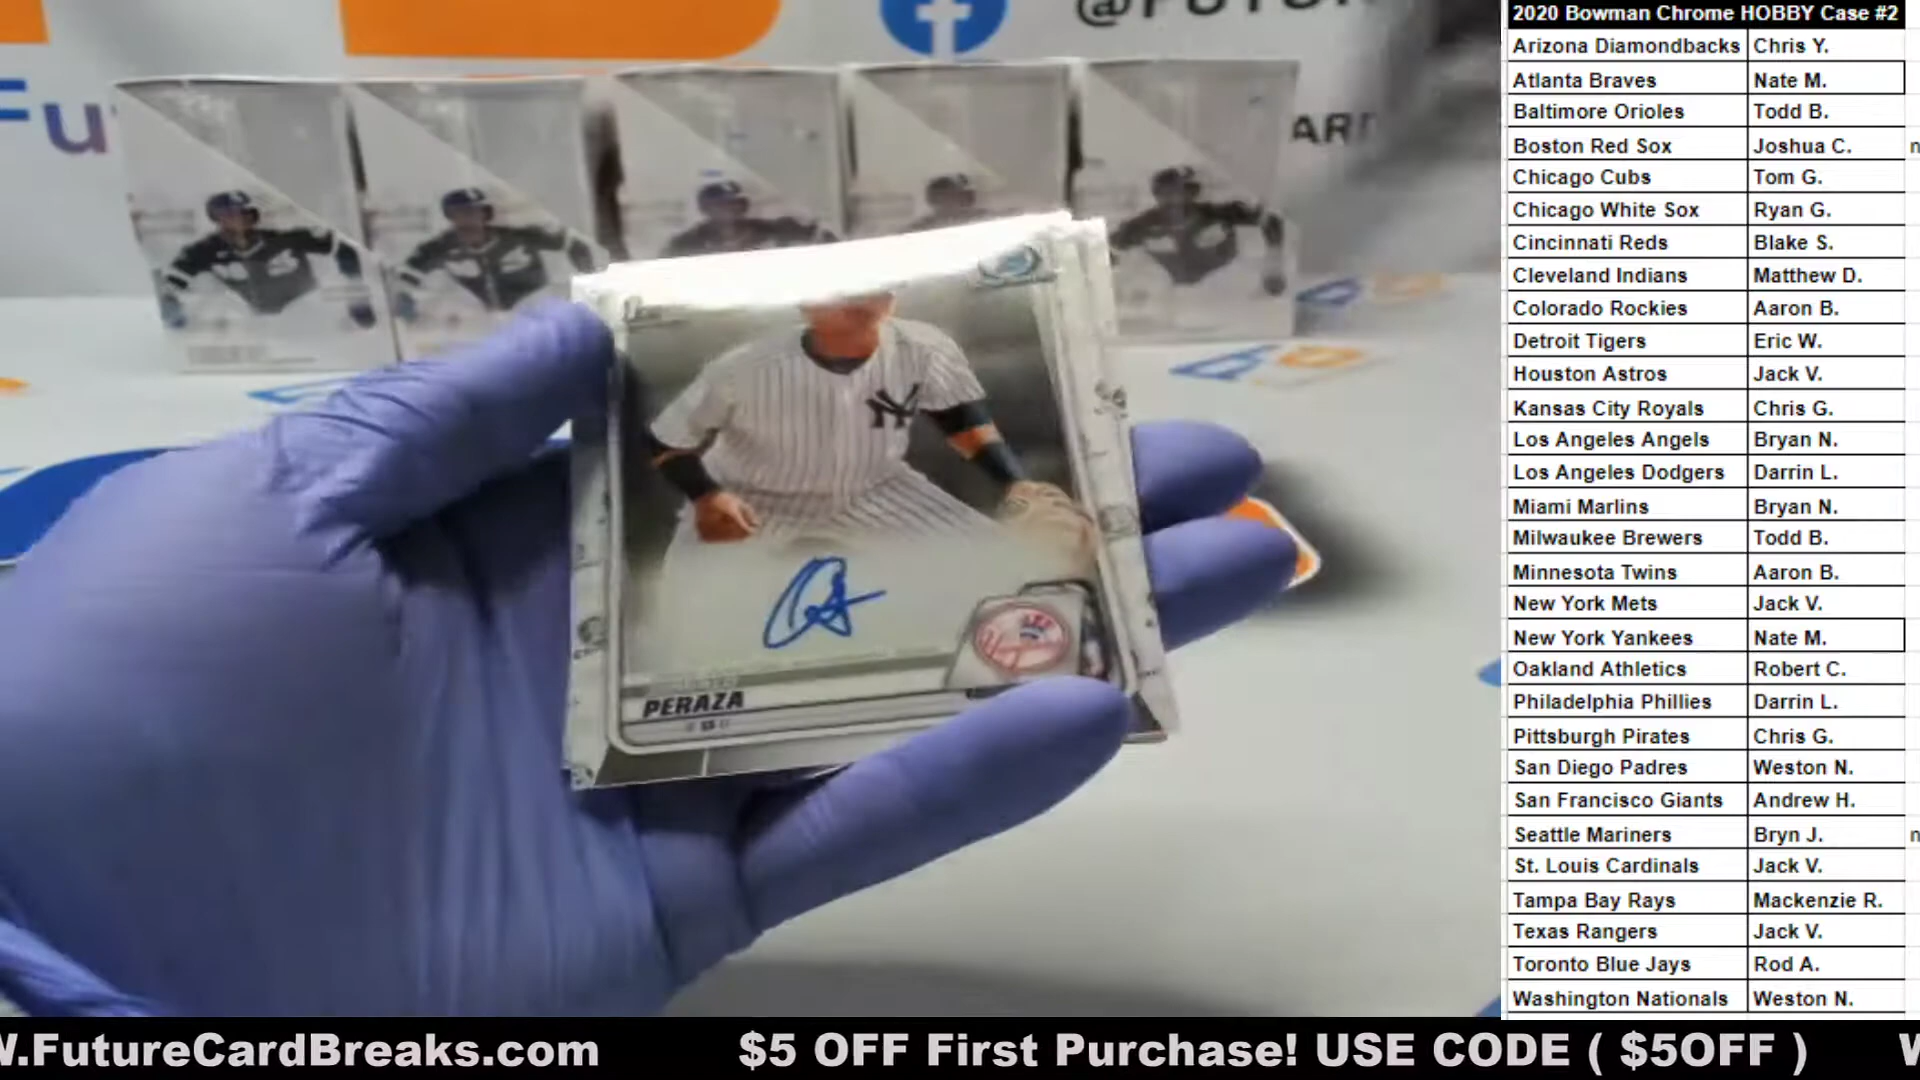 @FUTUR
Fu
ARD
PERAZA
SS
2020 Bowman Chrome HOBBY Case #2
Arizona Diamondbacks Chris Y.
Atlanta Braves Nate M.
Baltimore Orioles Todd B.
Boston Red Sox Joshua C. n
Chicago Cubs Tom G.
Chicago White Sox Ryan G.
Cincinnati Reds Blake S.
Cleveland Indians Matthew D.
Colorado Rockies Aaron B.
Detroit Tigers Eric W.
Houston Astros Jack V.
Kansas City Royals Chris G.
Los Angeles Angels Bryan N.
Los Angeles Dodgers Darrin L.
Miami Marlins Bryan N.
Milwaukee Brewers Todd B.
Minnesota Twins Aaron B.
New York Mets Jack V.
New York Yankees Nate M.
Oakland Athletics Robert C.
Philadelphia Phillies Darrin L.
Pittsburgh Pirates Chris G.
San Diego Padres Weston N.
San Francisco Giants Andrew H.
Seattle Mariners Bryn J. n
St. Louis Cardinals Jack V.
Tampa Bay Rays Mackenzie R.
Texas Rangers Jack V.
Toronto Blue Jays Rod A.
Washington Nationals Weston N.
W.FutureCardBreaks.com $5 OFF First Purchase! USE CODE ( $5OFF ) W